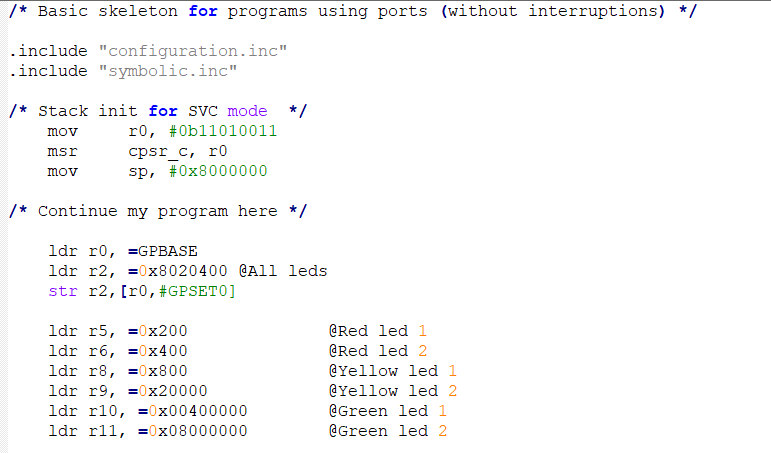 /* Basic skeleton for programs using ports (without interruptions) */
.include "configuration.inc"
.include "symbolic.inc"
/* Stack init for SVC mode  */
    mov     r0, #0b11010011
    msr     cpsr_c, r0
    mov     sp, #0x8000000
/* Continue my program here */
    ldr r0, =GPBASE
    ldr r2, =0x8020400 @All leds
    str r2,[r0,#GPSET0]
    ldr r5, =0x200              @Red led 1
    ldr r6, =0x400              @Red led 2
    ldr r8, =0x800              @Yellow led 1
    ldr r9, =0x20000            @Yellow led 2
    ldr r10, =0x00400000        @Green led 1
    ldr r11, =0x08000000        @Green led 2